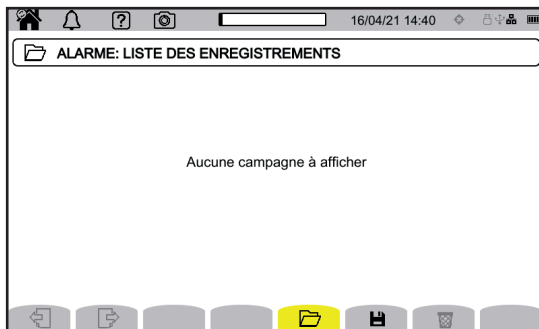 16/04/21 14:40
ALARME: LISTE DES ENREGISTREMENTS
Aucune campagne à afficher